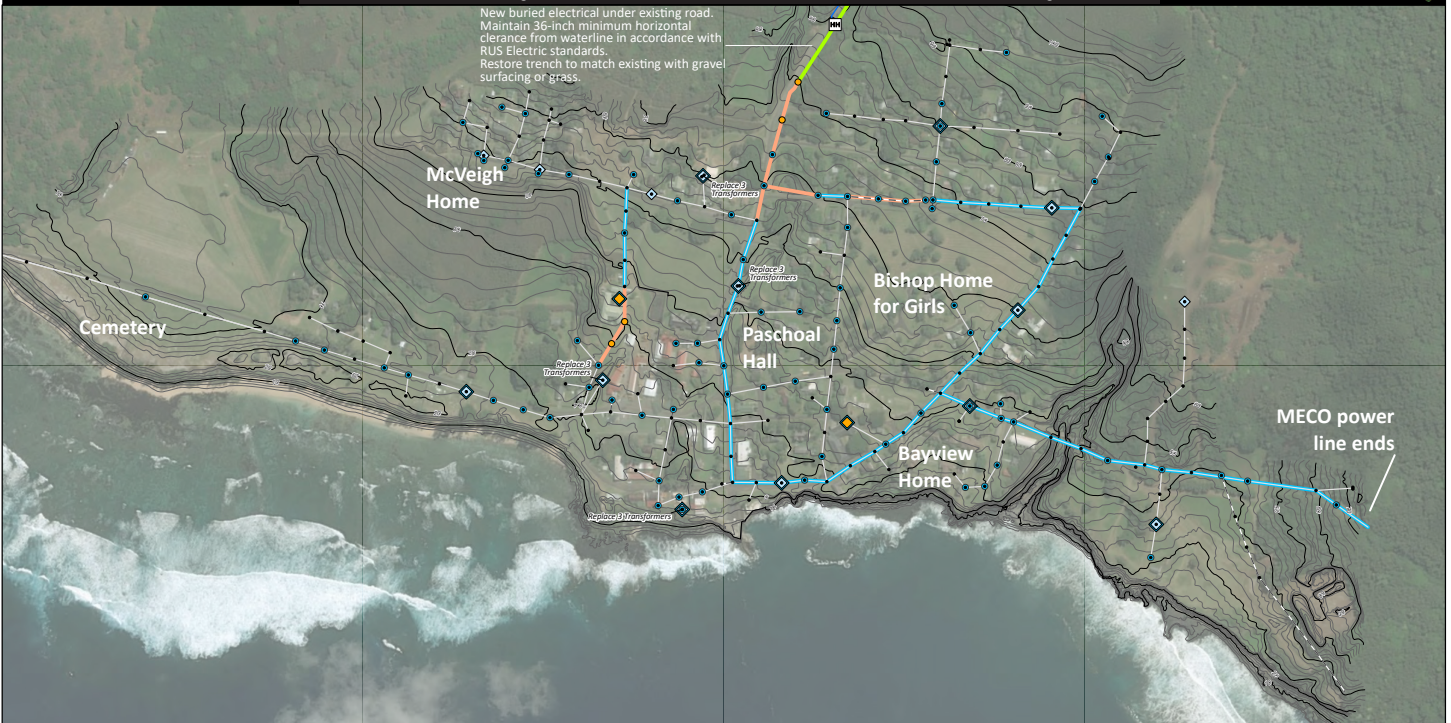 New buried electrical under existing road.
Maintain 36-inch minimum horizontal
clerance from waterline in accordance with
RUS Electric standards.
Restore trench to match existing with gravel
surfacing or grass.
HH
McVeigh
Home
Replace 3
Transformers
Replace 3
Transformers
Bishop Home
for Girls
Cemetery
Paschoal
Hall
Replace 3
Transformers
MECO power
line ends
Bayview
Home
Replace 3 Transformers